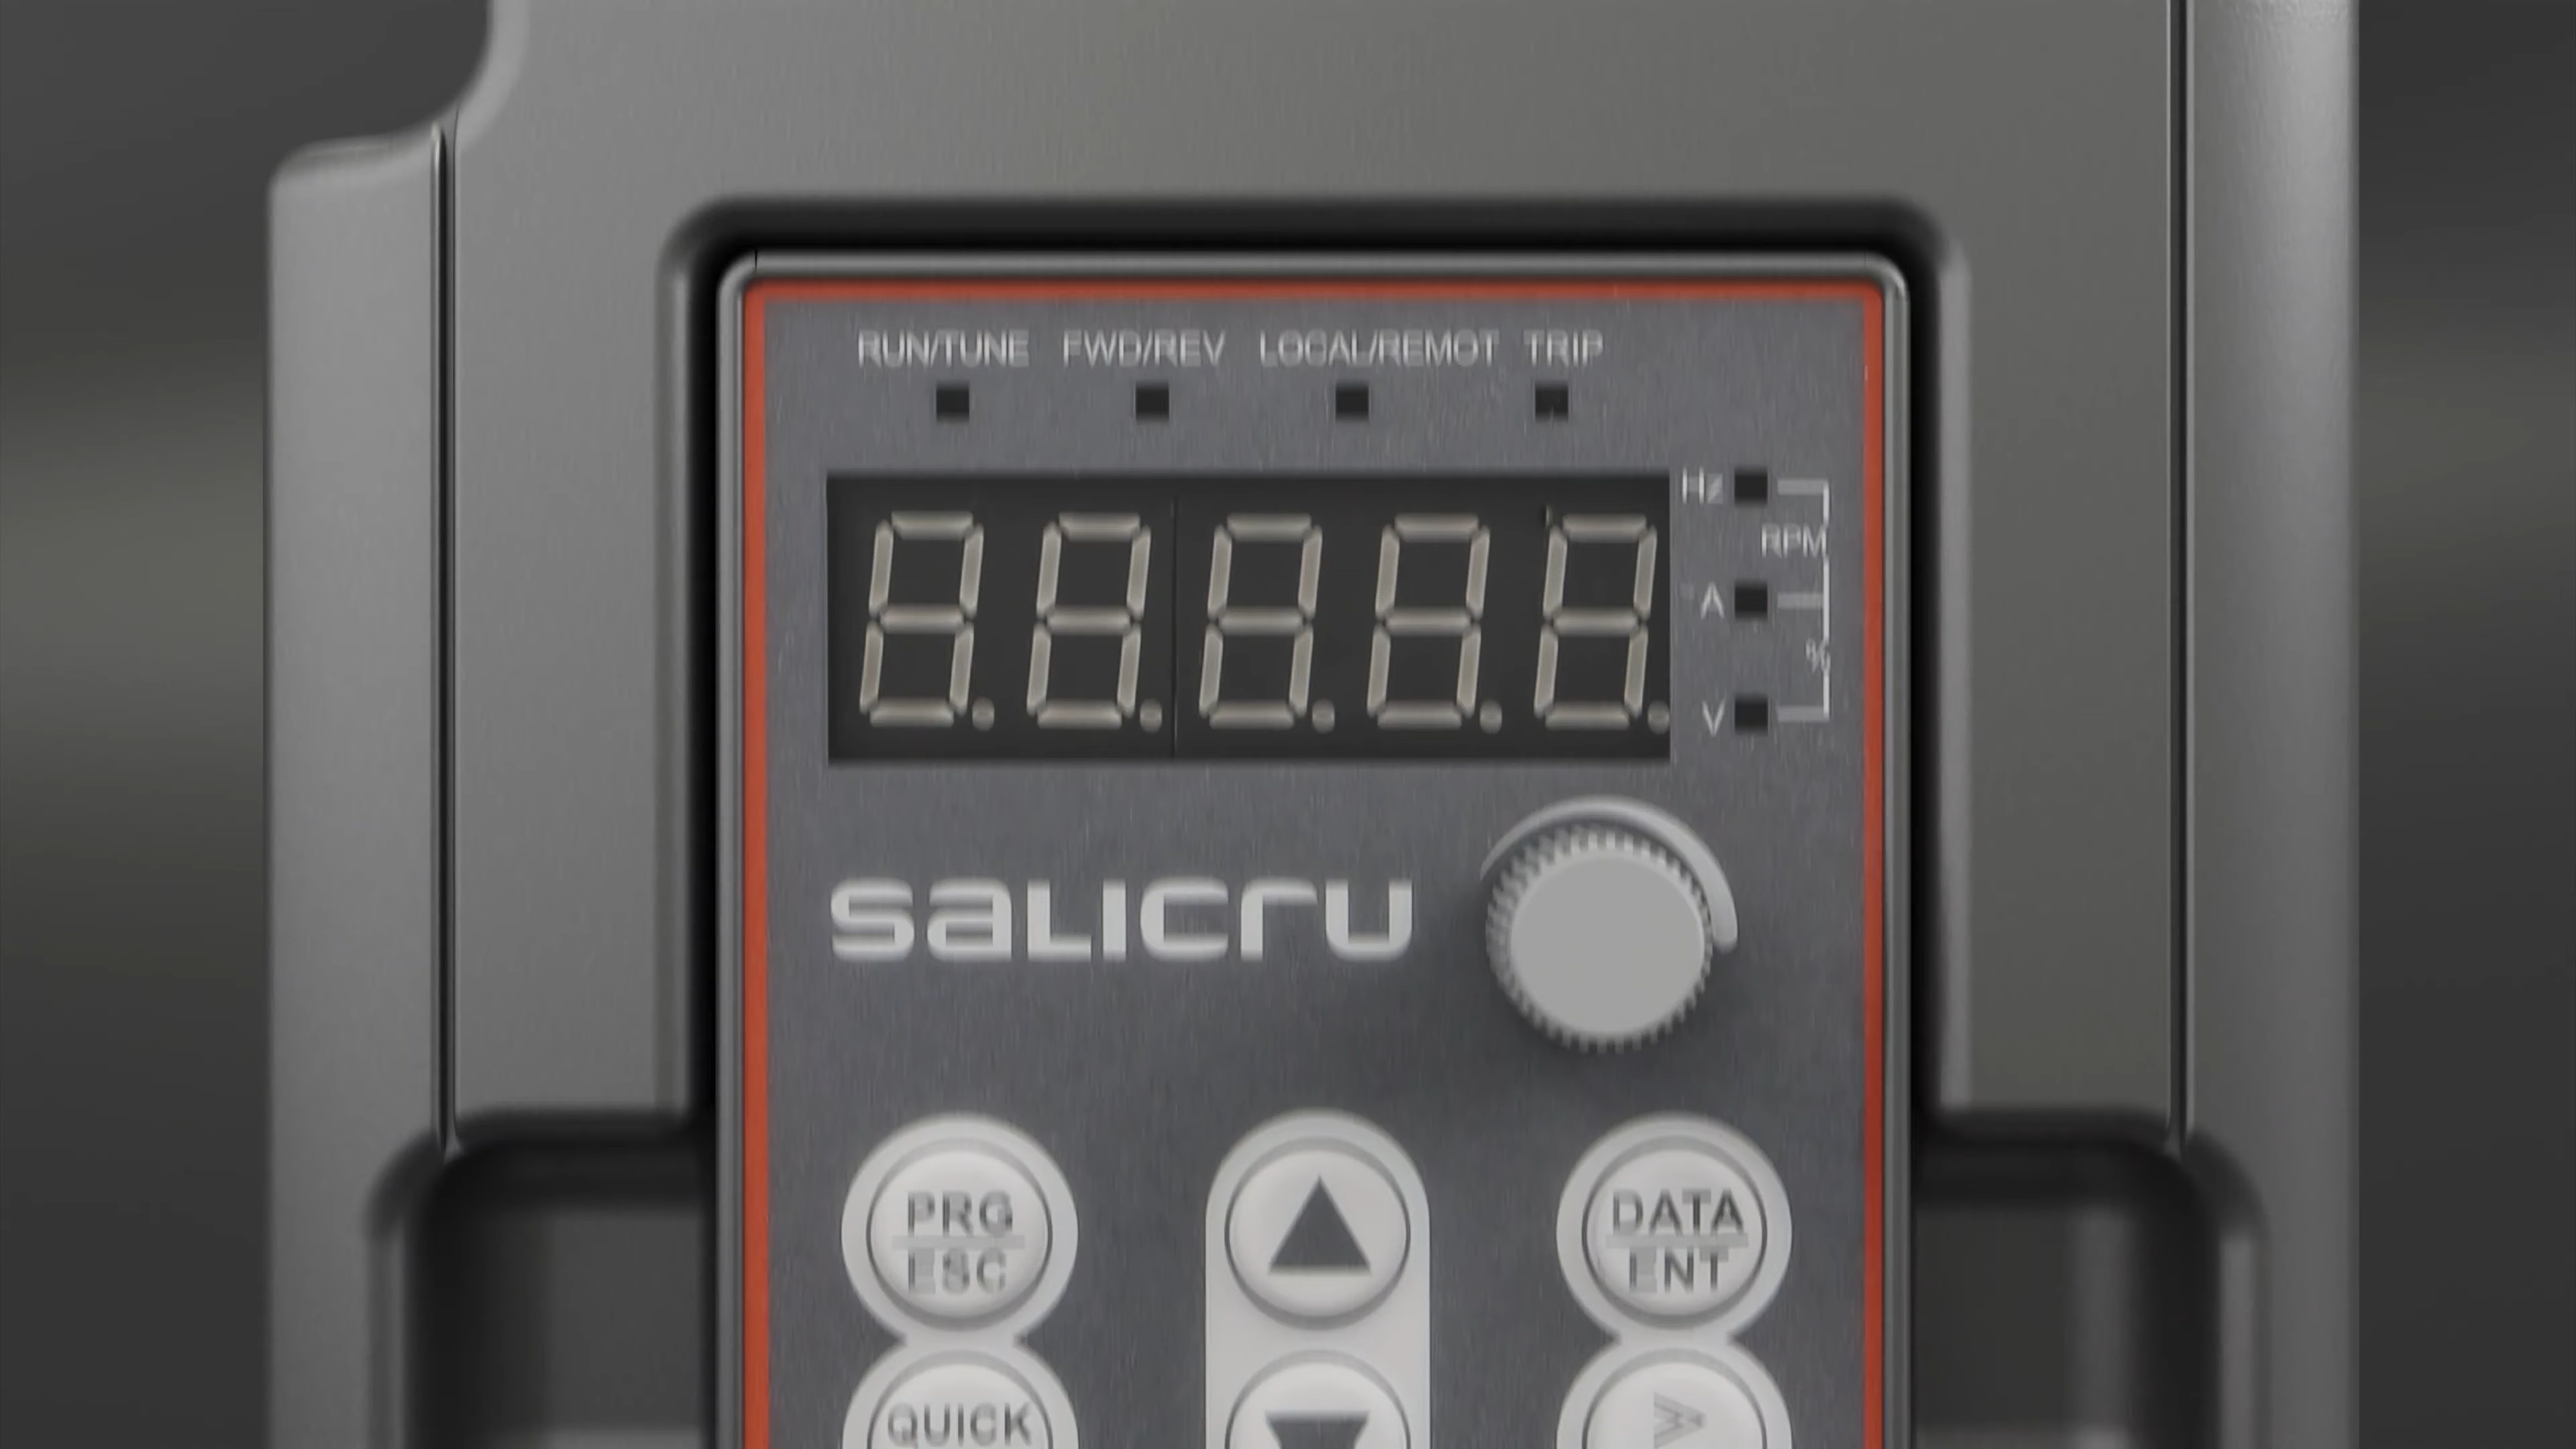 RUN/TUNE FWD/REV LOCAL/REMOT TRIP
Hz
RPM
A
%
V
salicru
PRG
ESC
DATA
ENT
QUICK